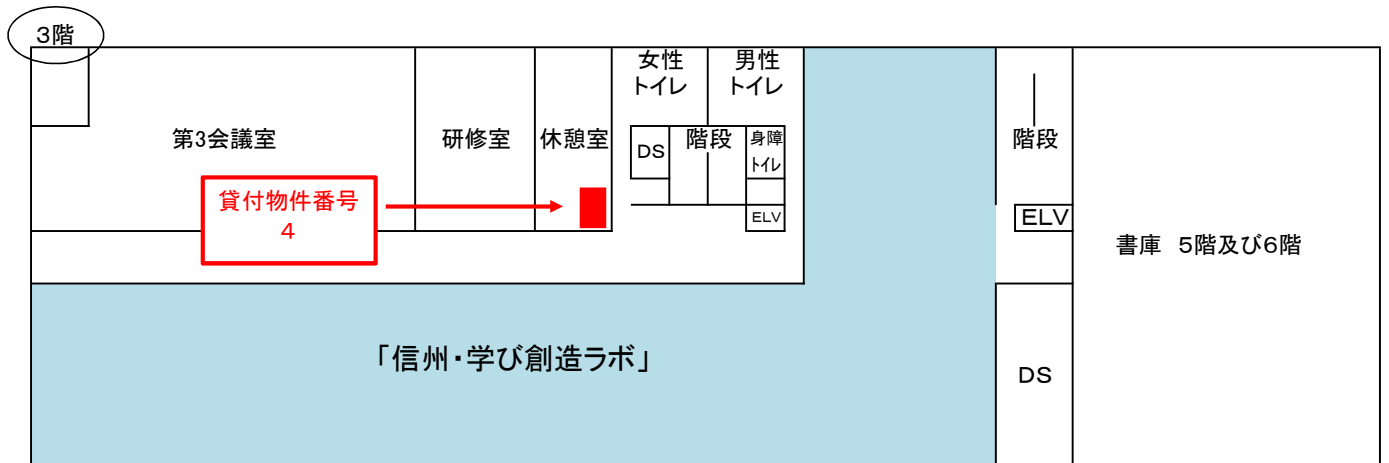 3階
女性
トイレ
男性
トイレ
第3会議室
研修室
休憩室
DS
階段
身障
トイレ
階段
貸付物件番号
4
ELV
ELV
書庫 5階及び6階
「信州・学び創造ラボ」
DS